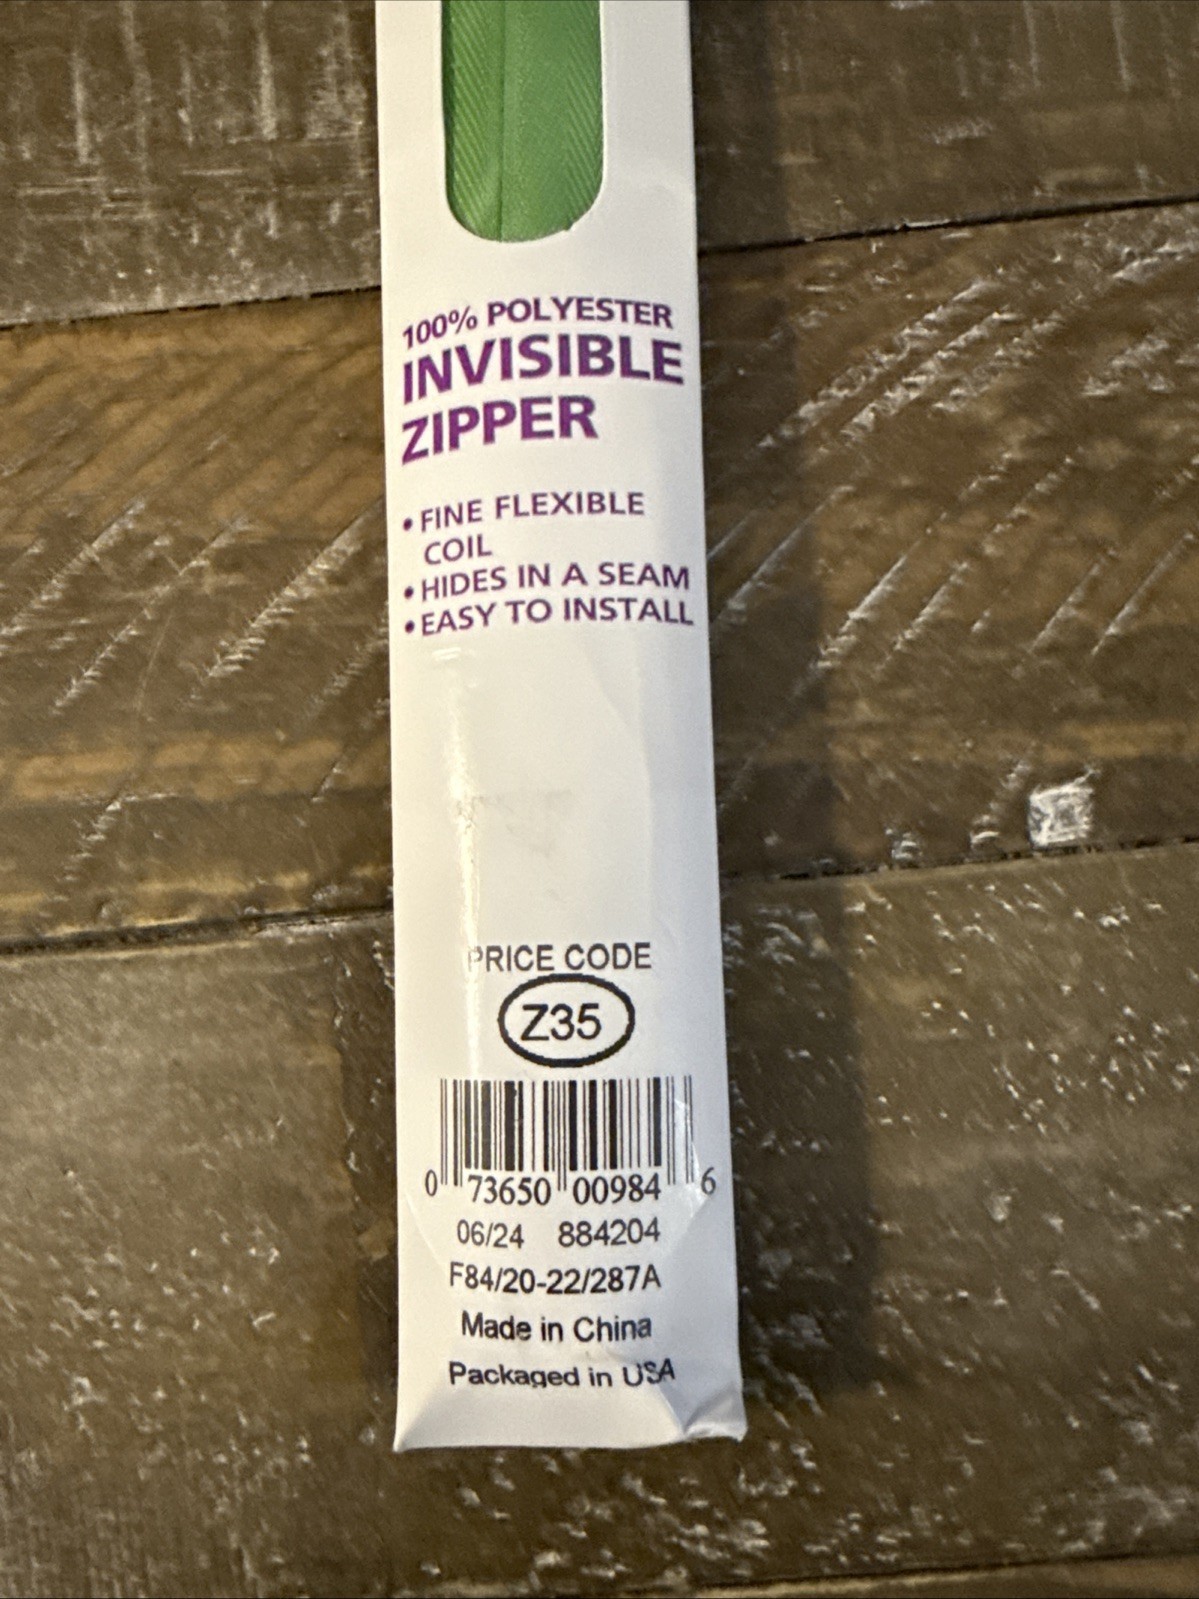 100% POLYESTER
INVISIBLE
ZIPPER
• FINE FLEXIBLE
COIL
• HIDES IN A SEAM
• EASY TO INSTALL
PRICE CODE
Z35
0 73650 00984 6
06/24 884204
F84/20-22/287A
Made in China
Packaged in USA